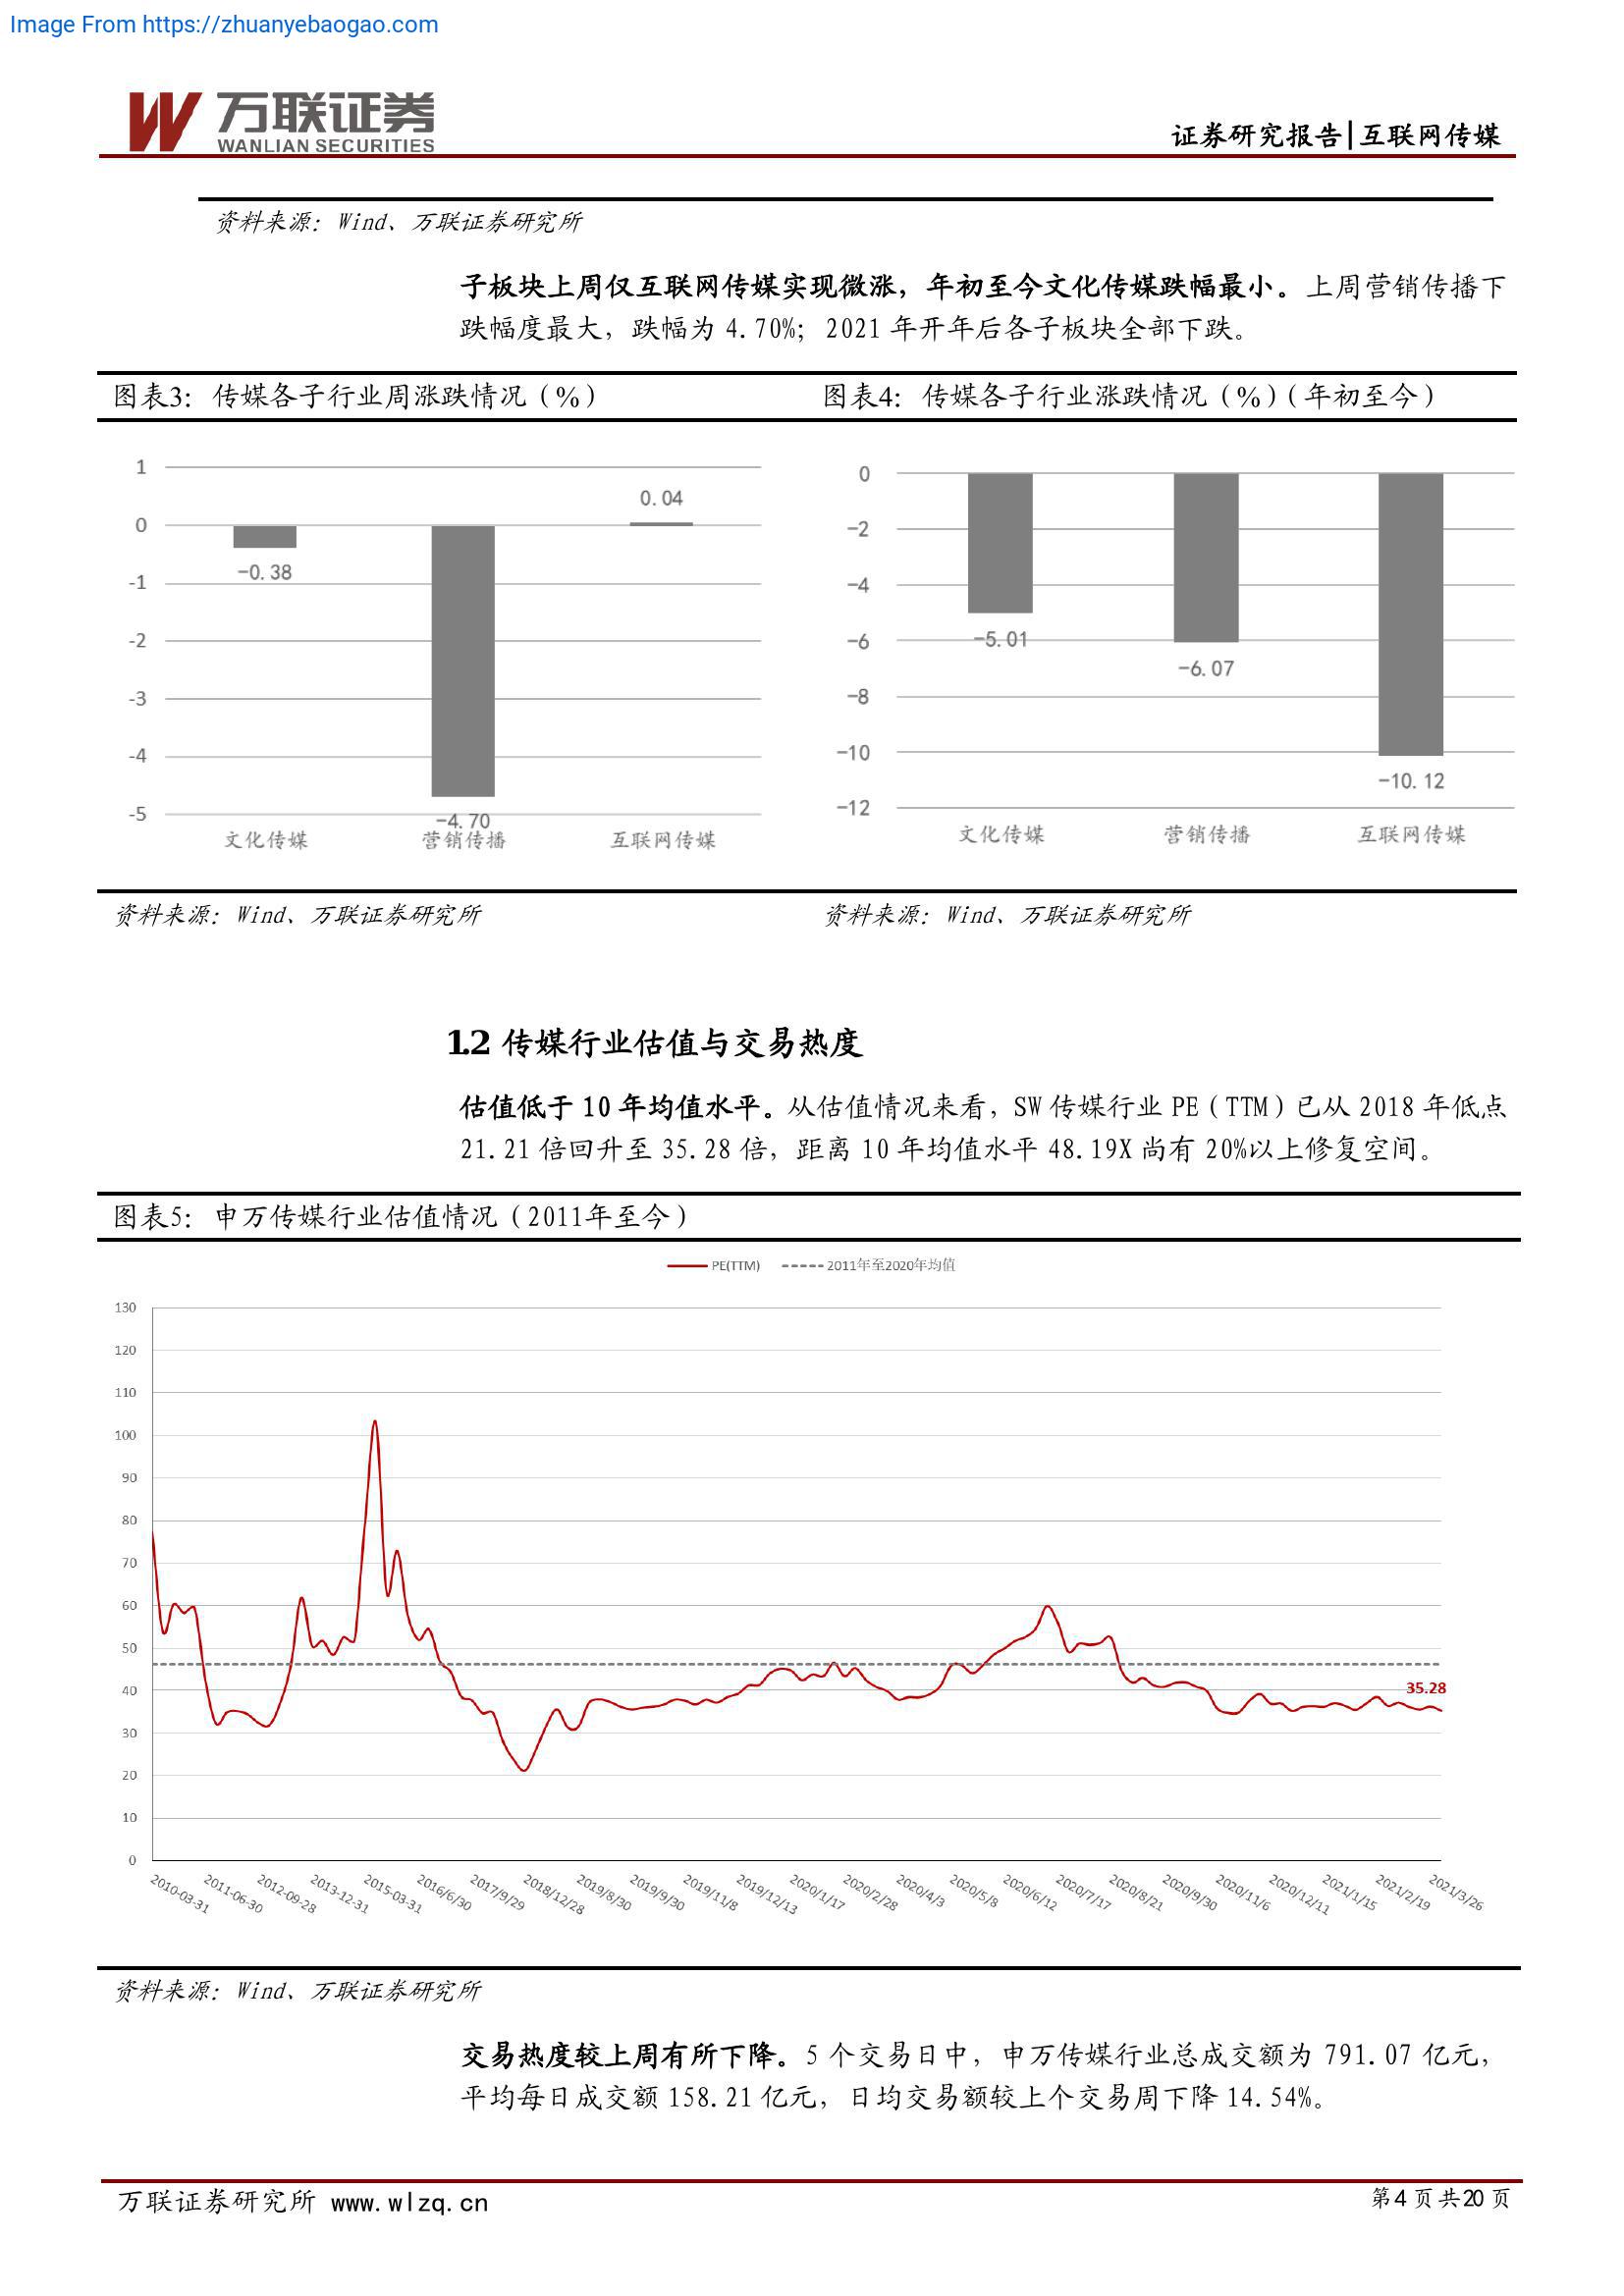 Image From https://zhuanyebaogao.com
万联证券
WANLIAN SECURITIES
证券研究报告|互联网传媒
资料来源：Wind、万联证券研究所
子板块上周仅互联网传媒实现微涨，年初至今文化传媒跌幅最小。上周营销传播下
跌幅度最大，跌幅为 4.70%；2021 年开年后各子板块全部下跌。
图表3：传媒各子行业周涨跌情况（%）
1
0
-1
-2
-3
-4
-5
0.04
-0.38
-4.70
文化传媒 营销传播 互联网传媒
资料来源：Wind、万联证券研究所
图表4：传媒各子行业涨跌情况（%）（年初至今）
0
-2
-4
-6
-8
-10
-12
-5.01
-6.07
-10.12
文化传媒 营销传播 互联网传媒
资料来源：Wind、万联证券研究所
1.2 传媒行业估值与交易热度
估值低于 10 年均值水平。从估值情况来看，SW 传媒行业 PE（TTM）已从 2018 年低点
21.21 倍回升至 35.28 倍，距离 10 年均值水平 48.19X 尚有 20%以上修复空间。
图表5：申万传媒行业估值情况（2011年至今）
PE(TTM) 2011年至2020年均值
130
120
110
100
90
80
70
60
50
40
30
20
10
0
35.28
2010-03-31 2011-06-30 2012-09-28 2013-12-31 2015-03-31 2016/6/30 2017/9/29 2018/12/28 2019/8/30 2019/9/30 2019/11/8 2019/12/13 2020/1/17 2020/2/28 2020/4/3 2020/5/8 2020/6/12 2020/7/17 2020/8/21 2020/9/30 2020/11/6 2020/12/11 2021/1/15 2021/2/19 2021/3/26
资料来源：Wind、万联证券研究所
交易热度较上周有所下降。5 个交易日中，申万传媒行业总成交额为 791.07 亿元，
平均每日成交额 158.21 亿元，日均交易额较上个交易周下降 14.54%。
万联证券研究所 www.wlzq.cn
第4 页 共20 页